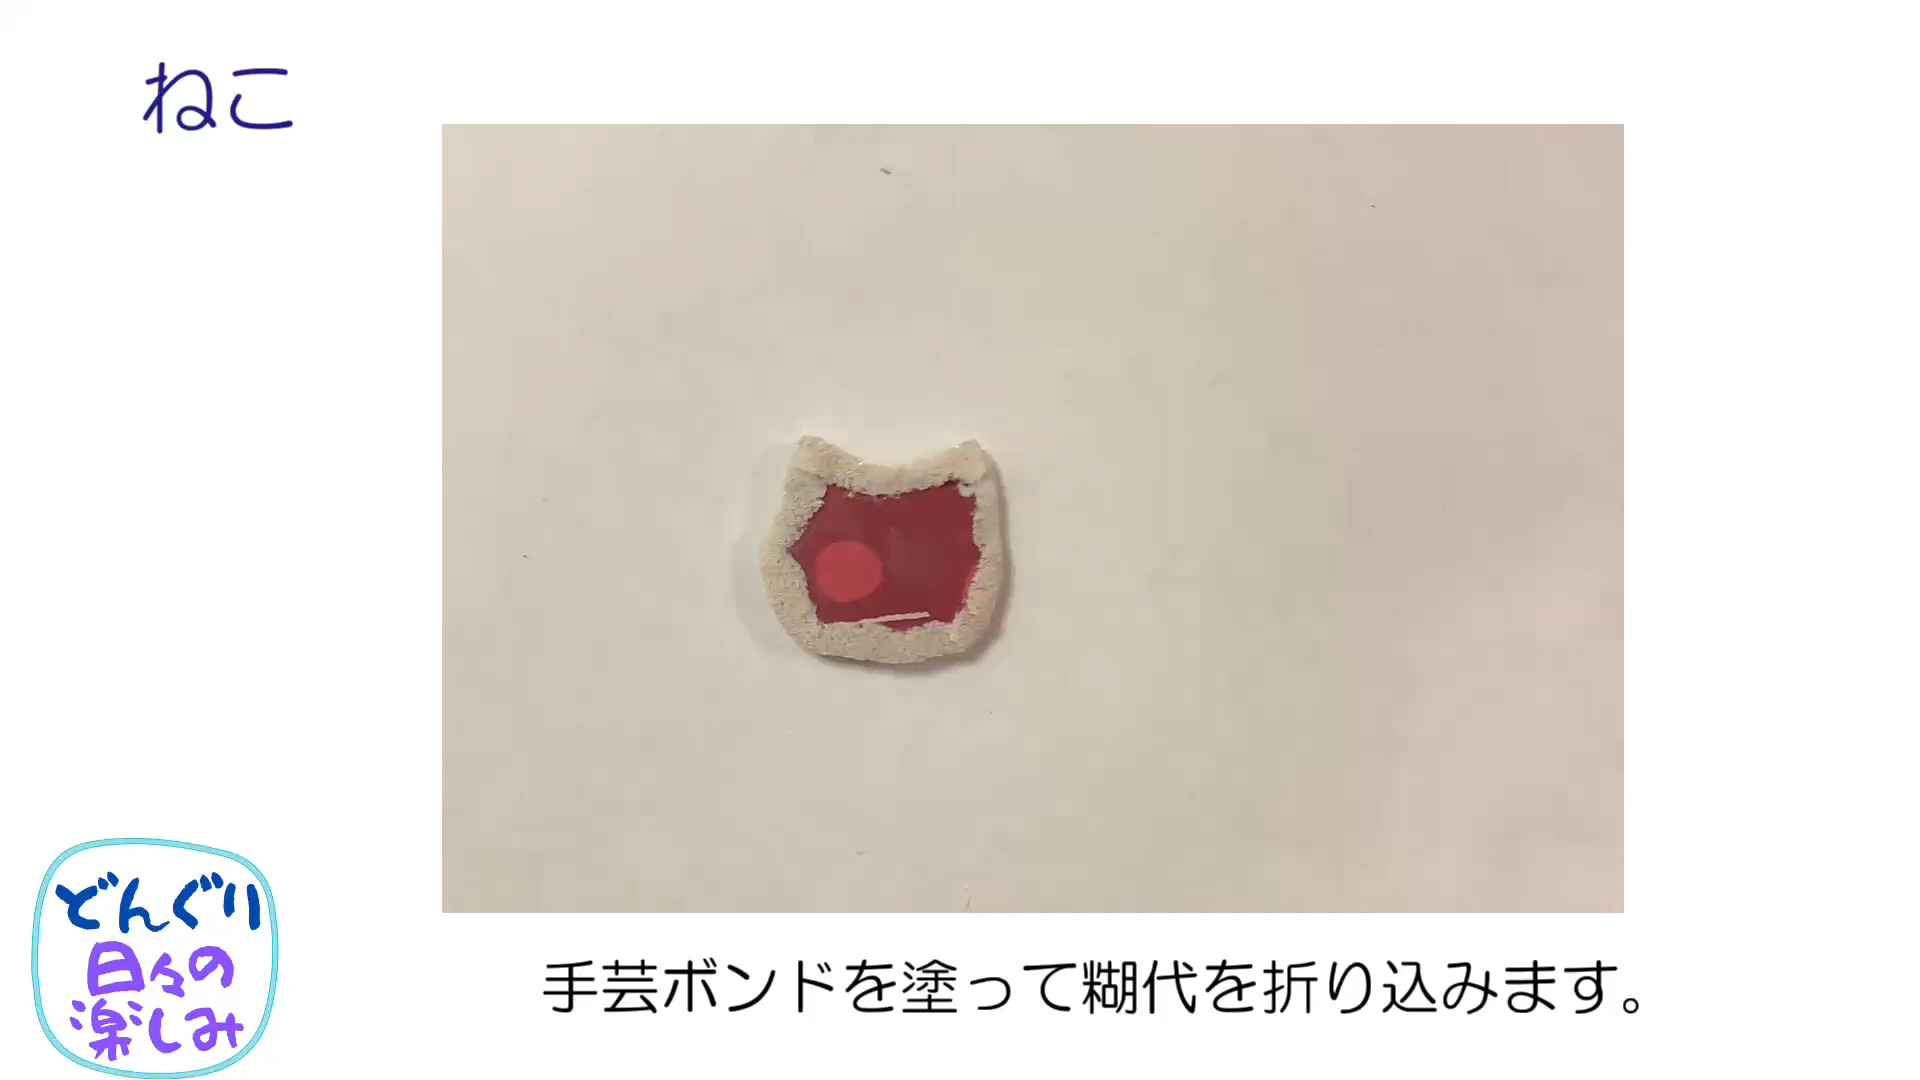 ねこ
手芸ボンドを塗って糊代を折り込みます。
どんぐり
日々の
楽しみ